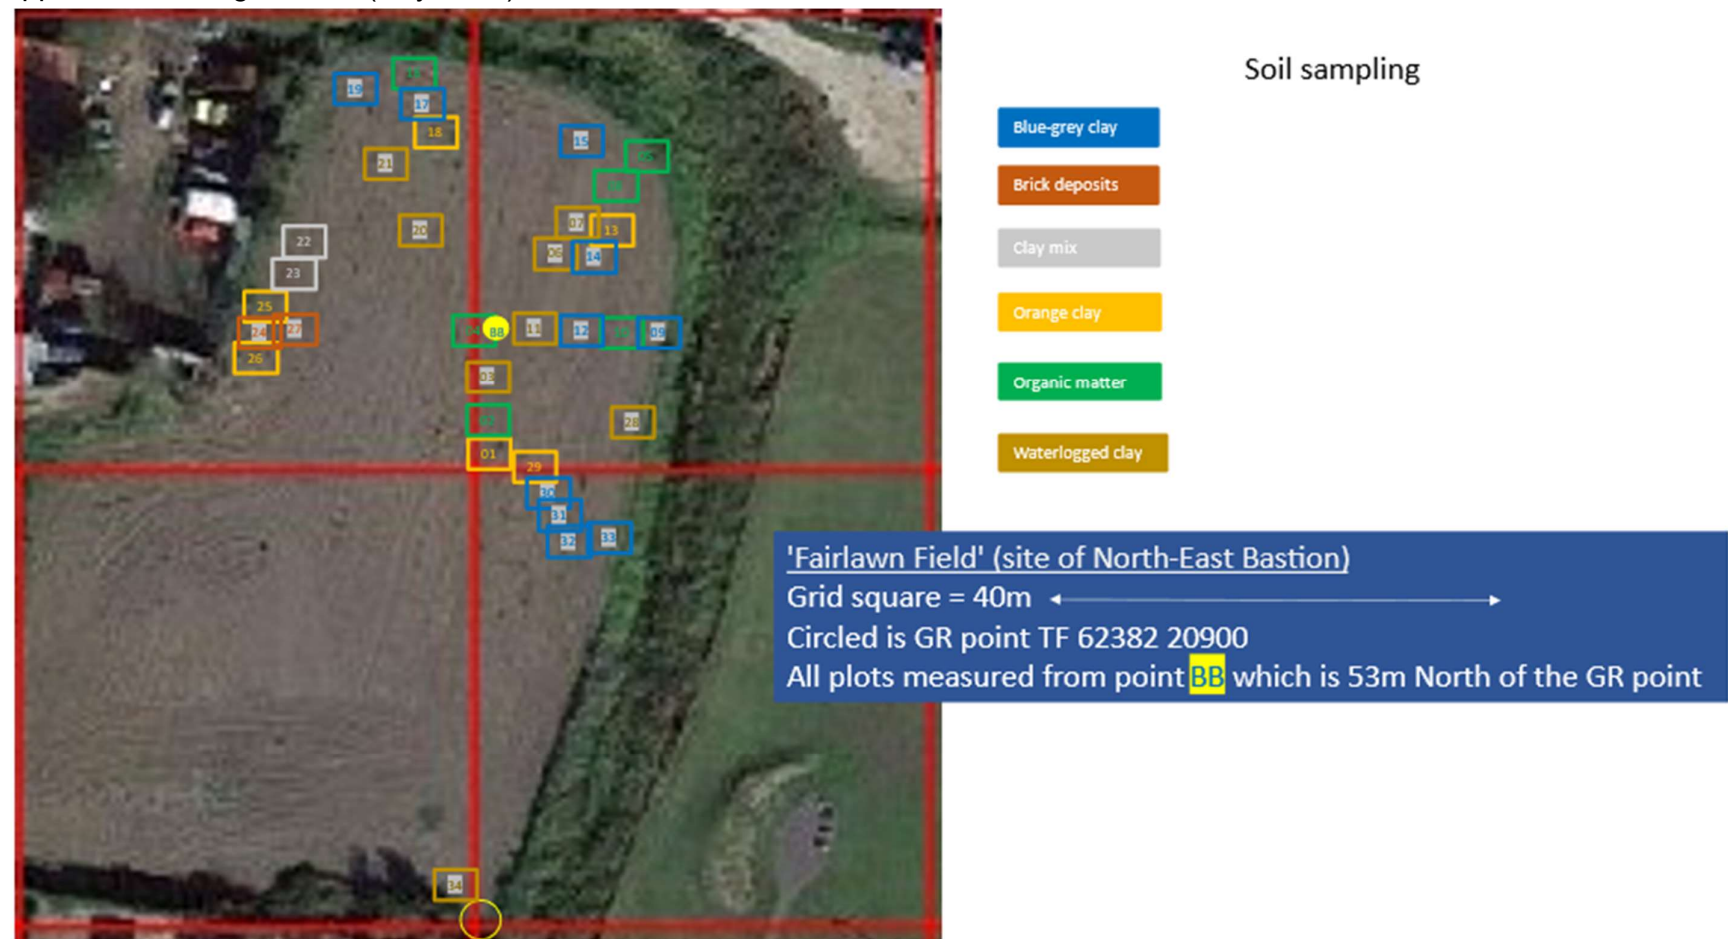 Soil sampling
Blue-grey clay
Brick deposits
Clay mix
Orange clay
Organic matter
Waterlogged clay
19
17
18
15
21
20
07
13
22
14
23
25
24
27
BB
11
12
09
26
03
28
01
29
30
31
32
33
34
'Fairlawn Field' (site of North-East Bastion)
Grid square = 40m
Circled is GR point TF 62382 20900
All plots measured from point BB which is 53m North of the GR point